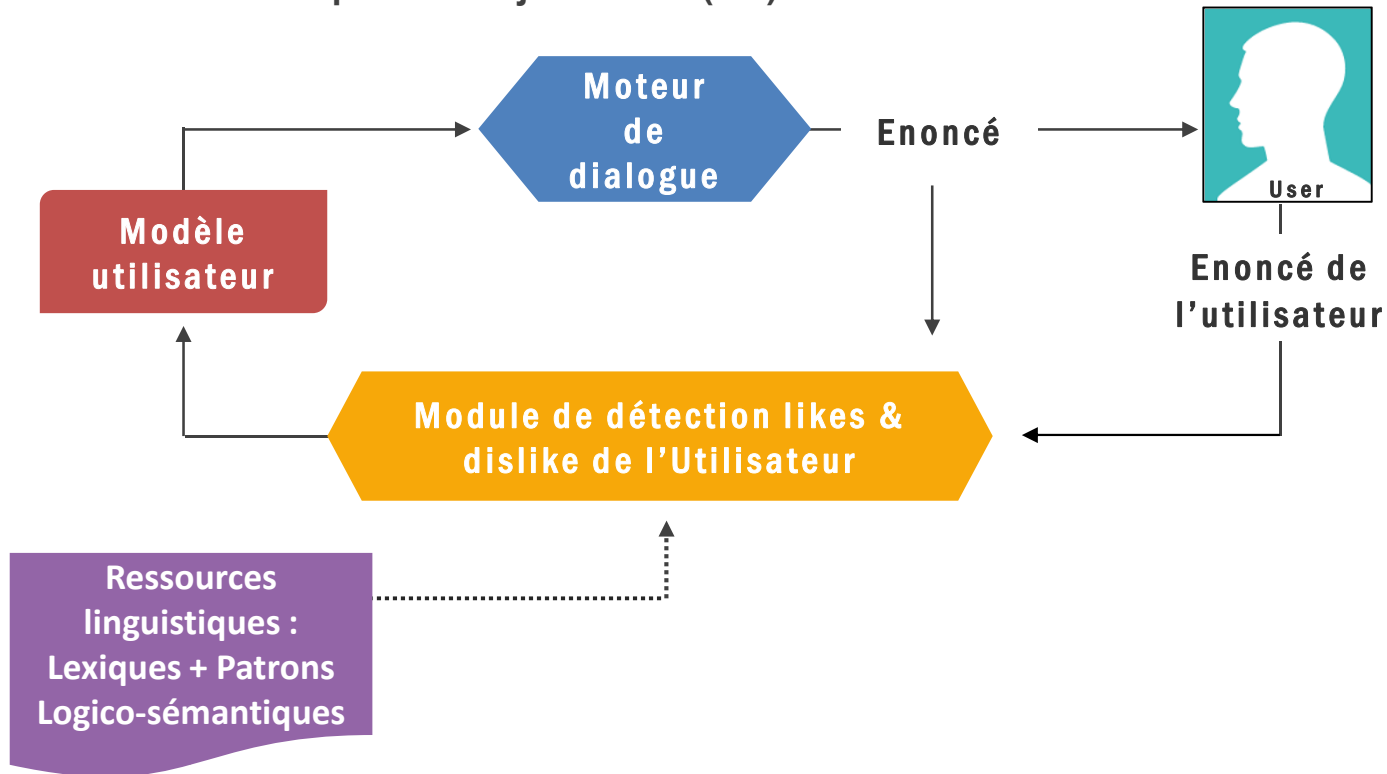 Moteur
de
dialogue
Enoncé
User
Modèle
utilisateur
Enoncé de
l’utilisateur
Module de détection likes &
dislike de l’Utilisateur
Ressources
linguistiques :
Lexiques + Patrons
Logico-sémantiques